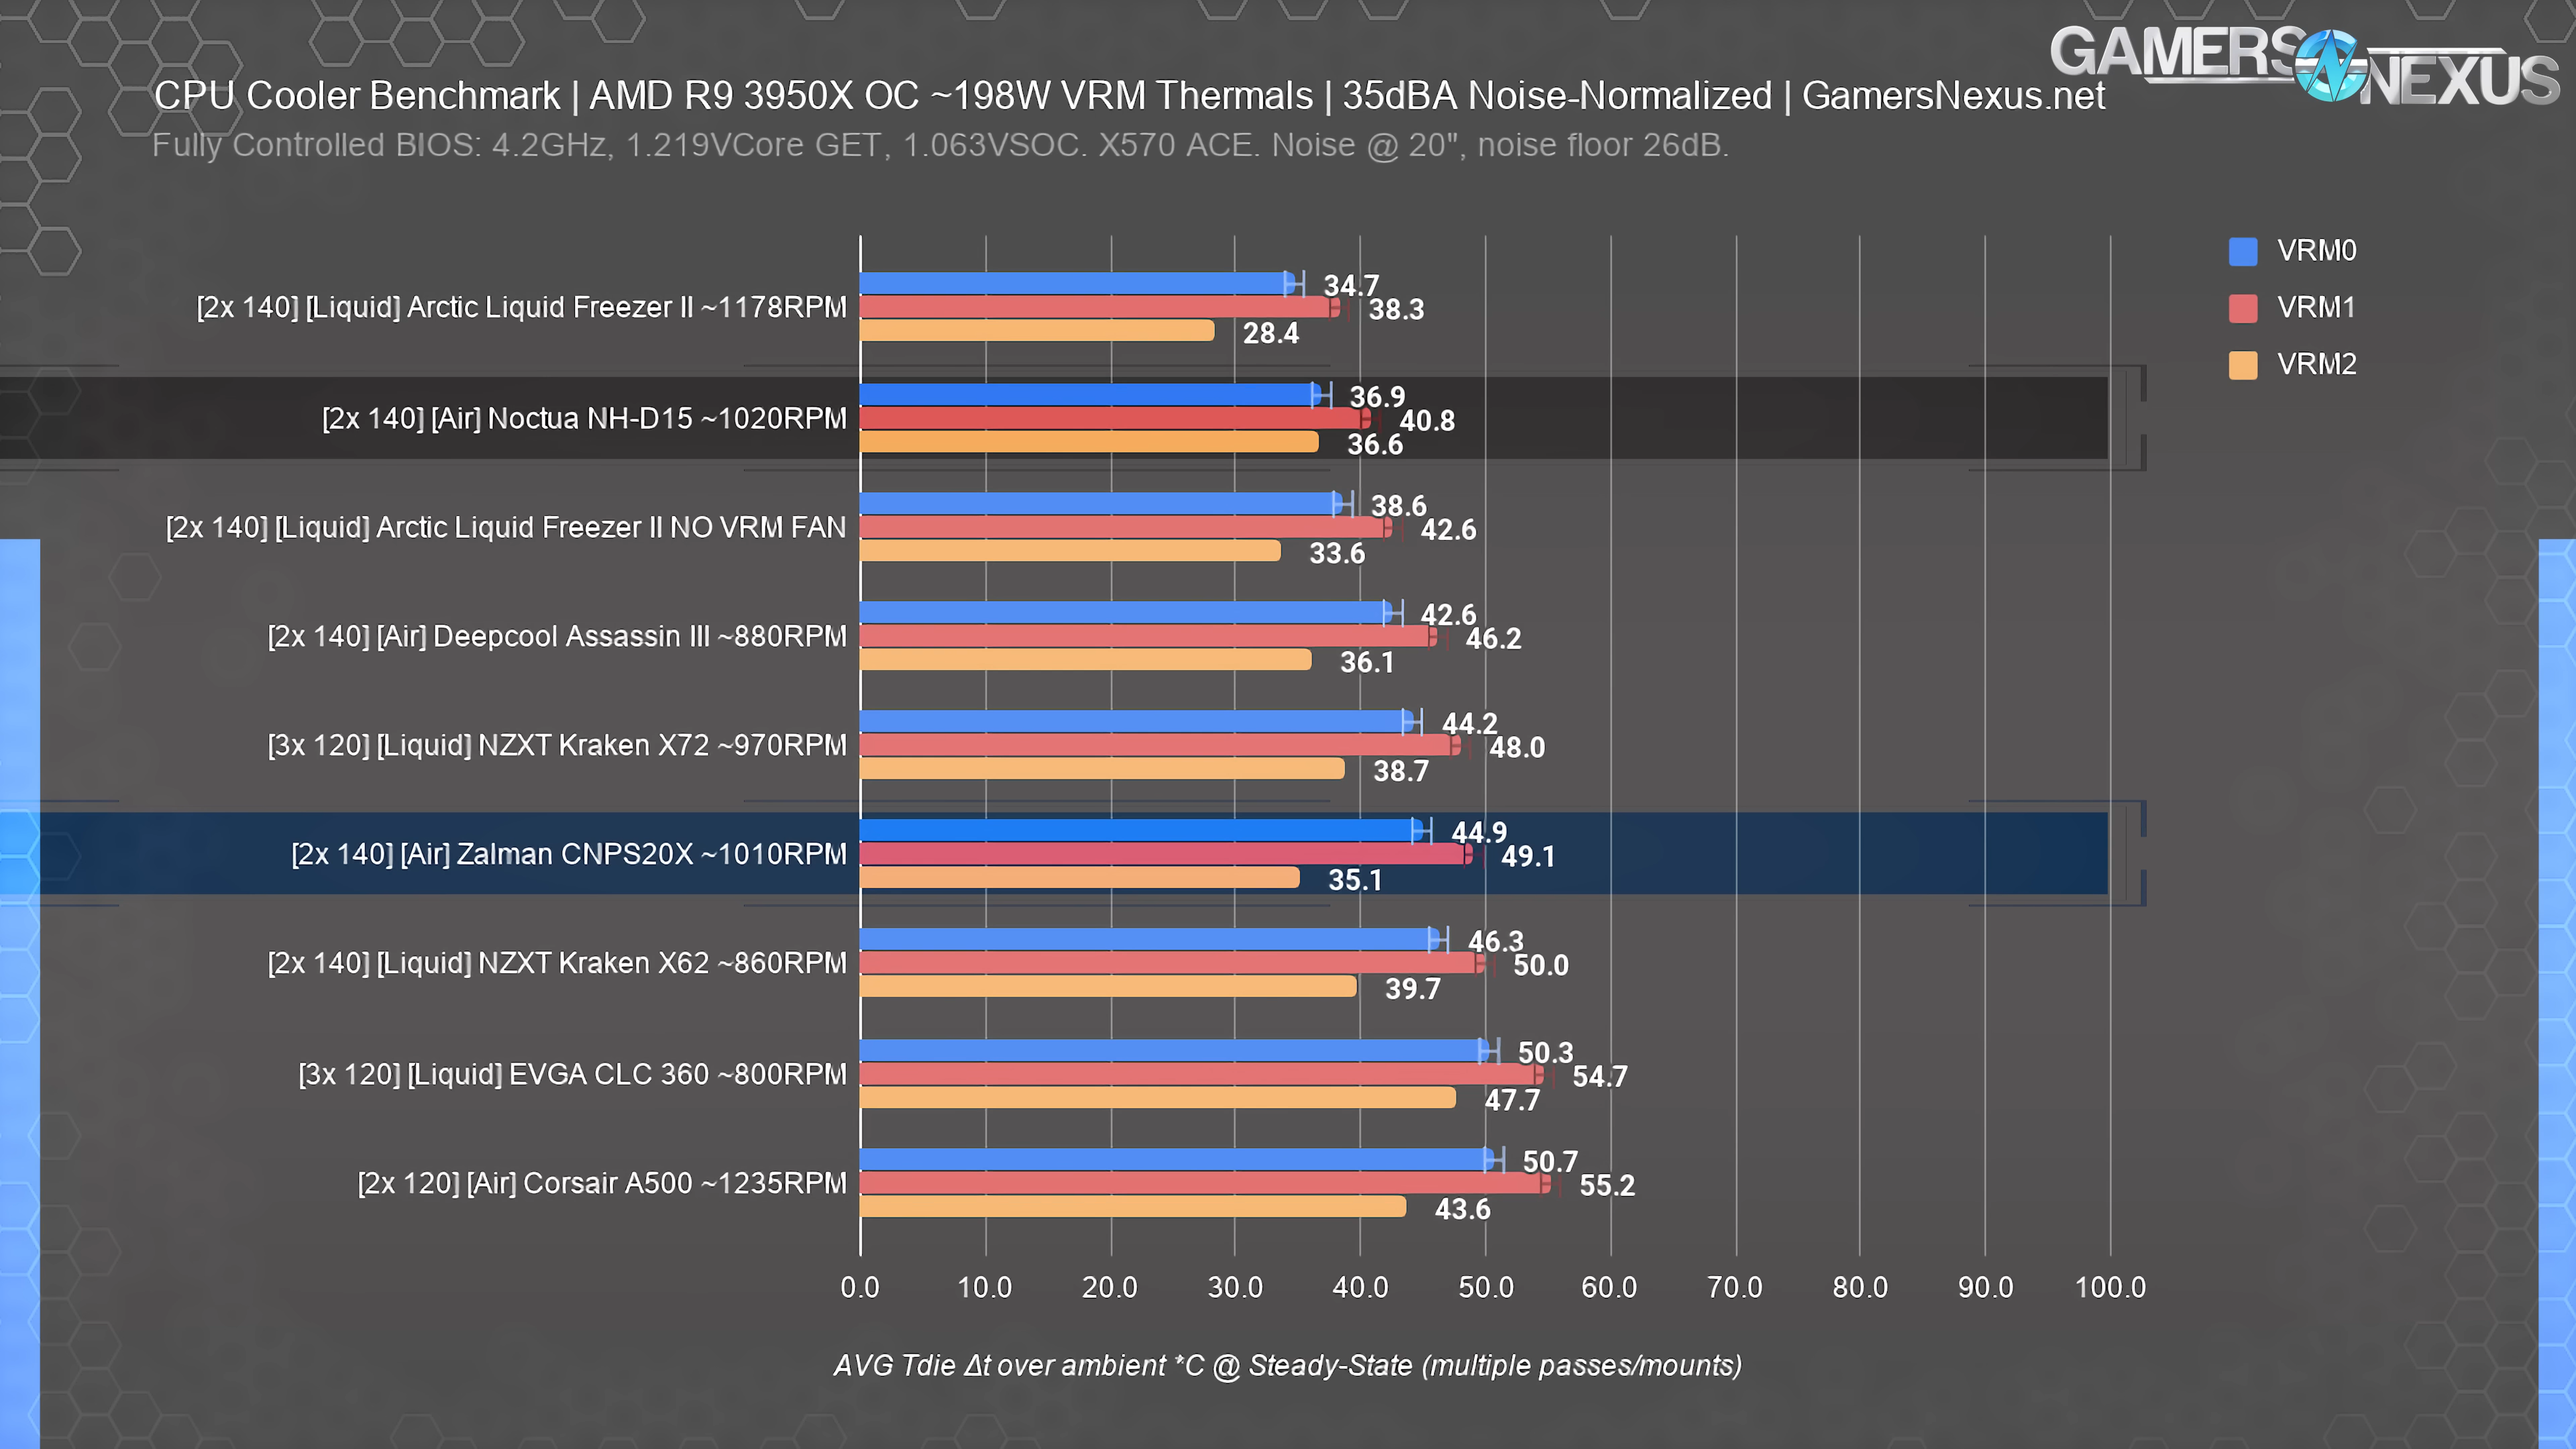 GAMERS NEXUS
CPU Cooler Benchmark | AMD R9 3950X OC ~198W VRM Thermals | 35dBA Noise-Normalized | GamersNexus.net
Fully Controlled BIOS: 4.2GHz, 1.219VCore GET, 1.063VSOC. X570 ACE. Noise @ 20", noise floor 26dB.
VRM0
VRM1
VRM2
[2x 140] [Liquid] Arctic Liquid Freezer II ~1178RPM
34.7
38.3
28.4
[2x 140] [Air] Noctua NH-D15 ~1020RPM
36.9
40.8
36.6
[2x 140] [Liquid] Arctic Liquid Freezer II NO VRM FAN
38.6
42.6
33.6
[2x 140] [Air] Deepcool Assassin III ~880RPM
42.6
46.2
36.1
[3x 120] [Liquid] NZXT Kraken X72 ~970RPM
44.2
48.0
38.7
[2x 140] [Air] Zalman CNPS20X ~1010RPM
44.9
49.1
35.1
[2x 140] [Liquid] NZXT Kraken X62 ~860RPM
46.3
50.0
39.7
[3x 120] [Liquid] EVGA CLC 360 ~800RPM
50.3
54.7
47.7
[2x 120] [Air] Corsair A500 ~1235RPM
50.7
55.2
43.6
0.0 10.0 20.0 30.0 40.0 50.0 60.0 70.0 80.0 90.0 100.0
AVG Tdie Δt over ambient *C @ Steady-State (multiple passes/mounts)